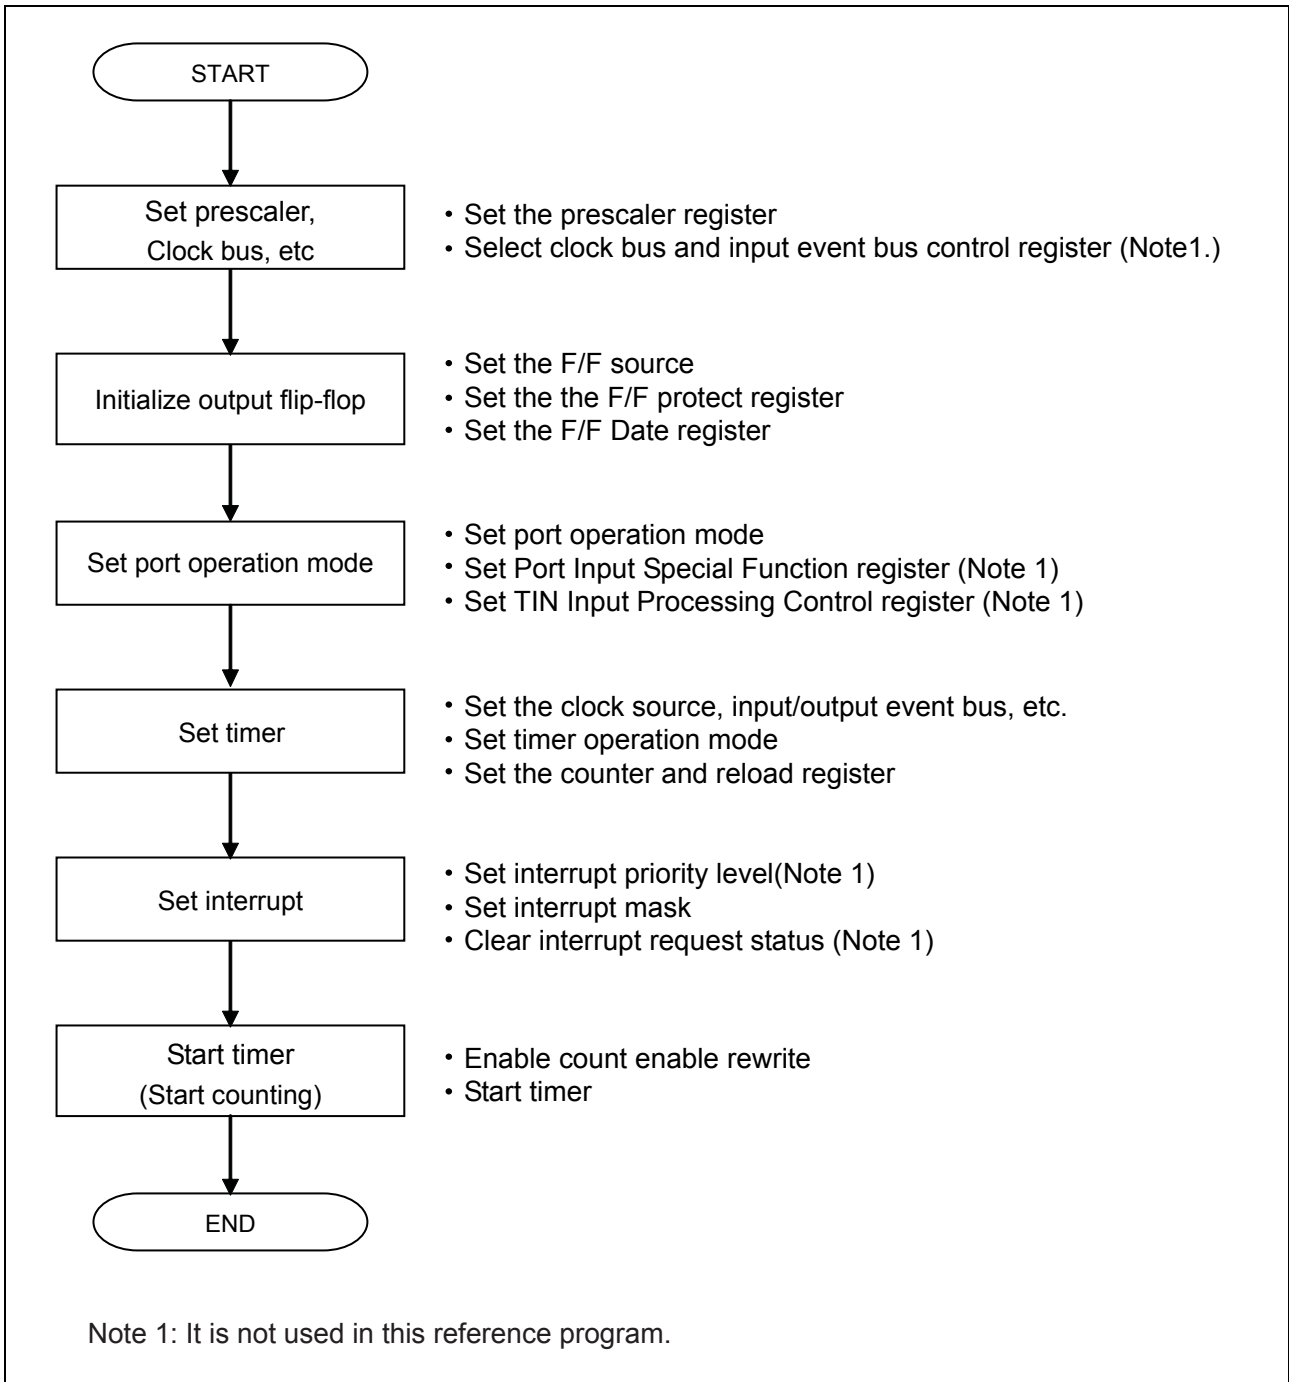 START
Set prescaler,
Clock bus, etc
・Set the prescaler register
・Select clock bus and input event bus control register (Note1.)
Initialize output flip-flop
・Set the F/F source
・Set the the F/F protect register
・Set the F/F Date register
Set port operation mode
・Set port operation mode
・Set Port Input Special Function register (Note 1)
・Set TIN Input Processing Control register (Note 1)
Set timer
・Set the clock source, input/output event bus, etc.
・Set timer operation mode
・Set the counter and reload register
Set interrupt
・Set interrupt priority level(Note 1)
・Set interrupt mask
・Clear interrupt request status (Note 1)
Start timer
(Start counting)
・Enable count enable rewrite
・Start timer
END
Note 1: It is not used in this reference program.